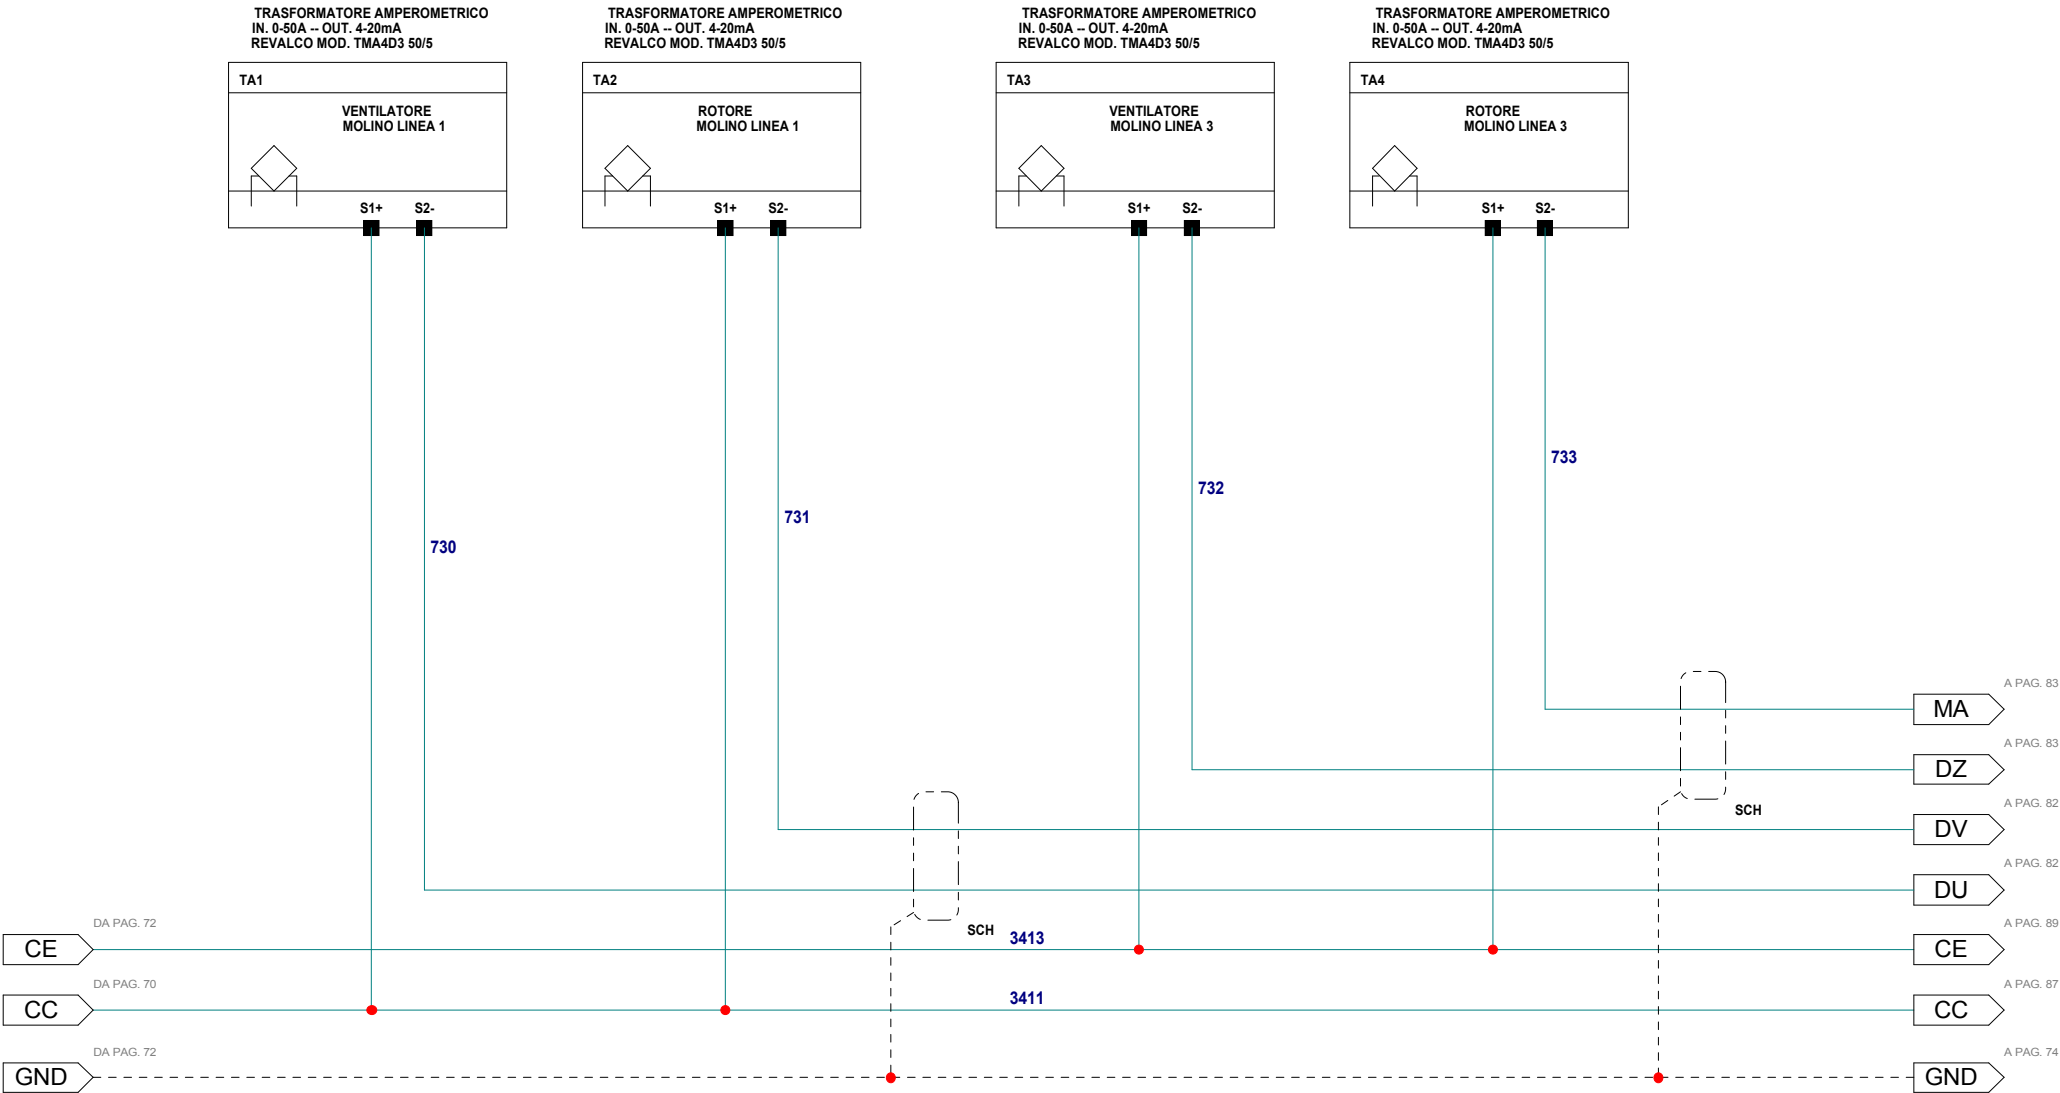 TRASFORMATORE AMPEROMETRICO
IN. 0-50A -- OUT. 4-20mA
REVALCO MOD. TMA4D3 50/5
TA1
VENTILATORE
MOLINO LINEA 1
S1+ S2-
TRASFORMATORE AMPEROMETRICO
IN. 0-50A -- OUT. 4-20mA
REVALCO MOD. TMA4D3 50/5
TA2
ROTORE
MOLINO LINEA 1
S1+ S2-
TRASFORMATORE AMPEROMETRICO
IN. 0-50A -- OUT. 4-20mA
REVALCO MOD. TMA4D3 50/5
TA3
VENTILATORE
MOLINO LINEA 3
S1+ S2-
TRASFORMATORE AMPEROMETRICO
IN. 0-50A -- OUT. 4-20mA
REVALCO MOD. TMA4D3 50/5
TA4
ROTORE
MOLINO LINEA 3
S1+ S2-
733
732
731
730
A PAG. 83
MA
A PAG. 83
DZ
SCH
A PAG. 82
DV
A PAG. 82
DU
DA PAG. 72
CE
SCH
3413
A PAG. 89
CE
DA PAG. 70
CC
3411
A PAG. 87
CC
DA PAG. 72
GND
A PAG. 74
GND